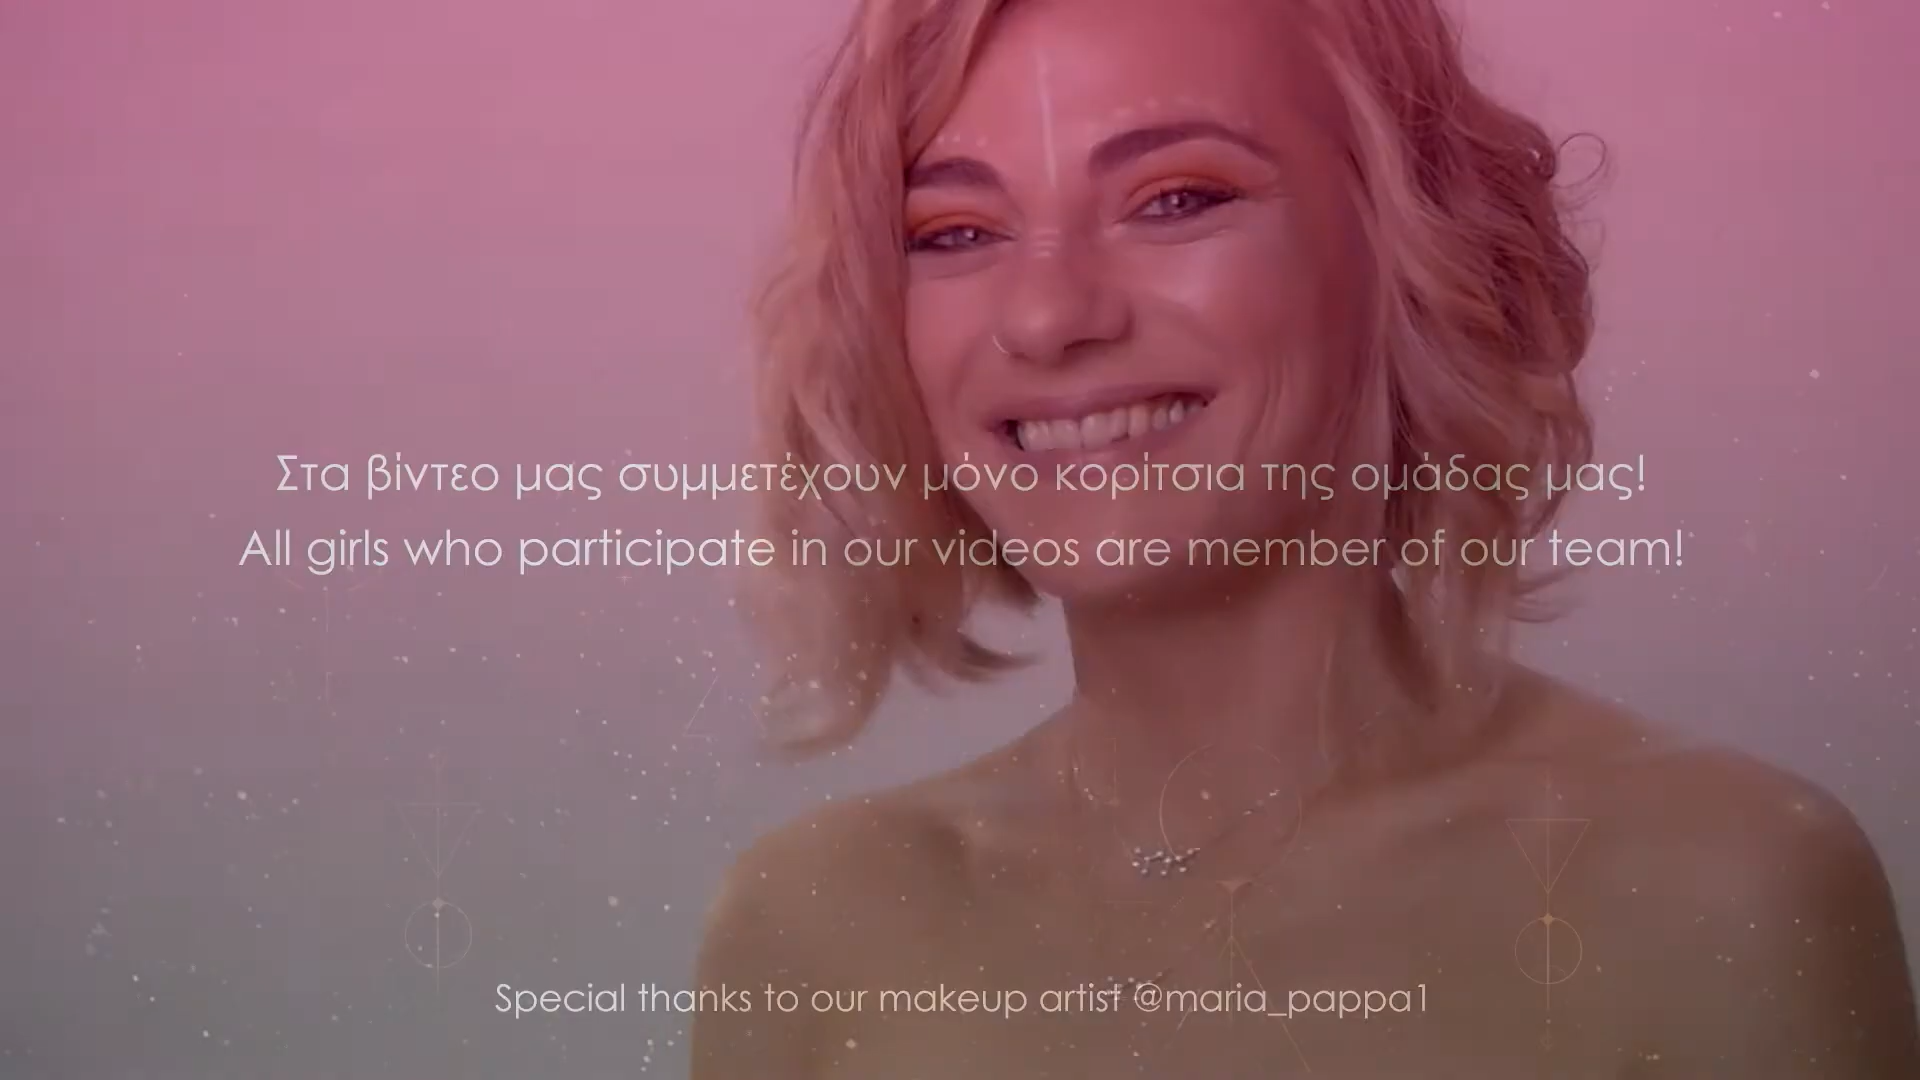 Στα βίντεο μας συμμετέχουν μόνο κορίτσια της ομάδας μας!
All girls who participate in our videos are member of our team!
Special thanks to our makeup artist @maria_pappa1